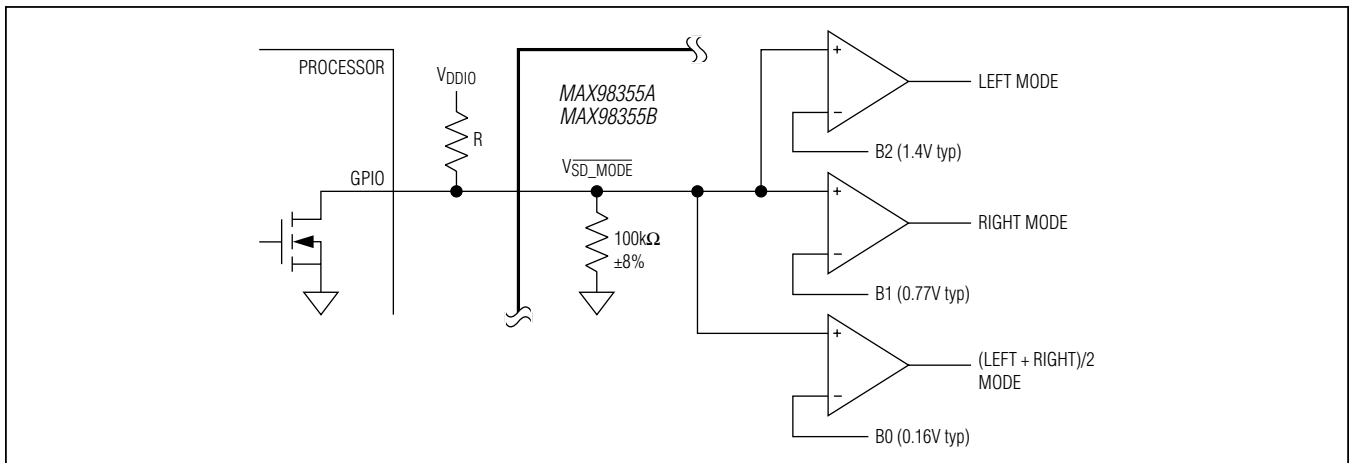 PROCESSOR
VDDIO
R
GPIO
MAX98355A
MAX98355B
VSD_MODE
100kΩ
±8%
+
−
LEFT MODE
B2 (1.4V typ)
+
−
RIGHT MODE
B1 (0.77V typ)
+
−
(LEFT + RIGHT)/2
MODE
B0 (0.16V typ)